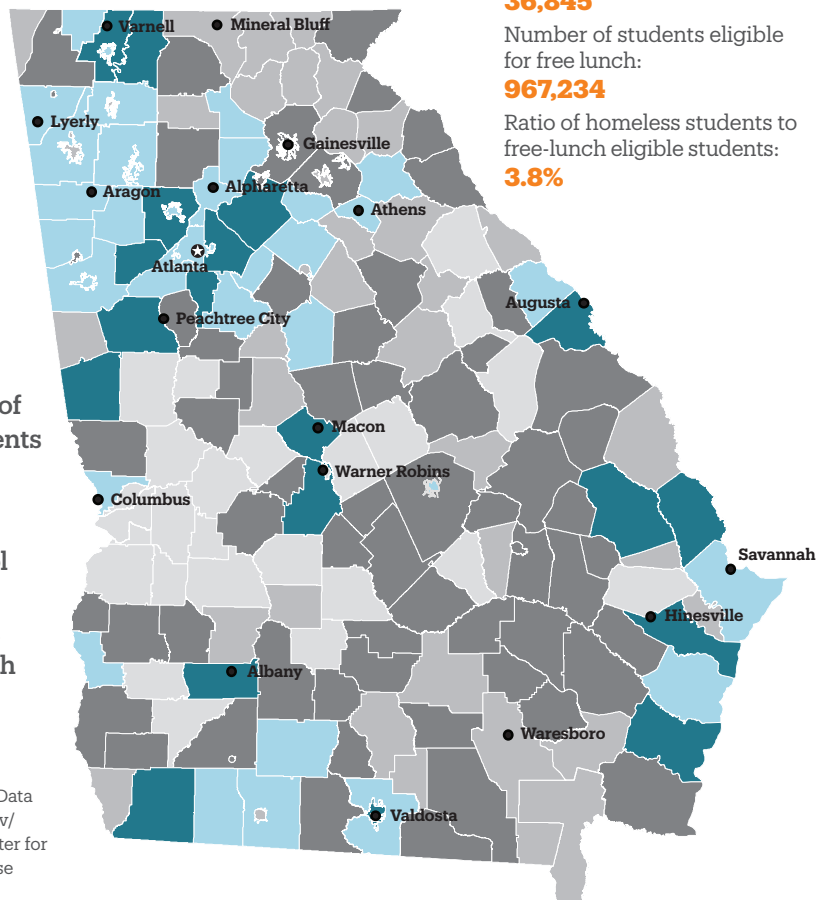 36,845
Number of students eligible
for free lunch:
967,234
Ratio of homeless students to
free-lunch eligible students:
3.8%
Varnell
Mineral Bluff
Lyerly
Gainesville
Aragon
Alpharetta
Athens
Atlanta
Augusta
Peachtree City
of
ents
Macon
Warner Robins
Columbus
Savannah
l
Hinesville
h
Albany
Waresboro
Data
v/
ter for
se
Valdosta